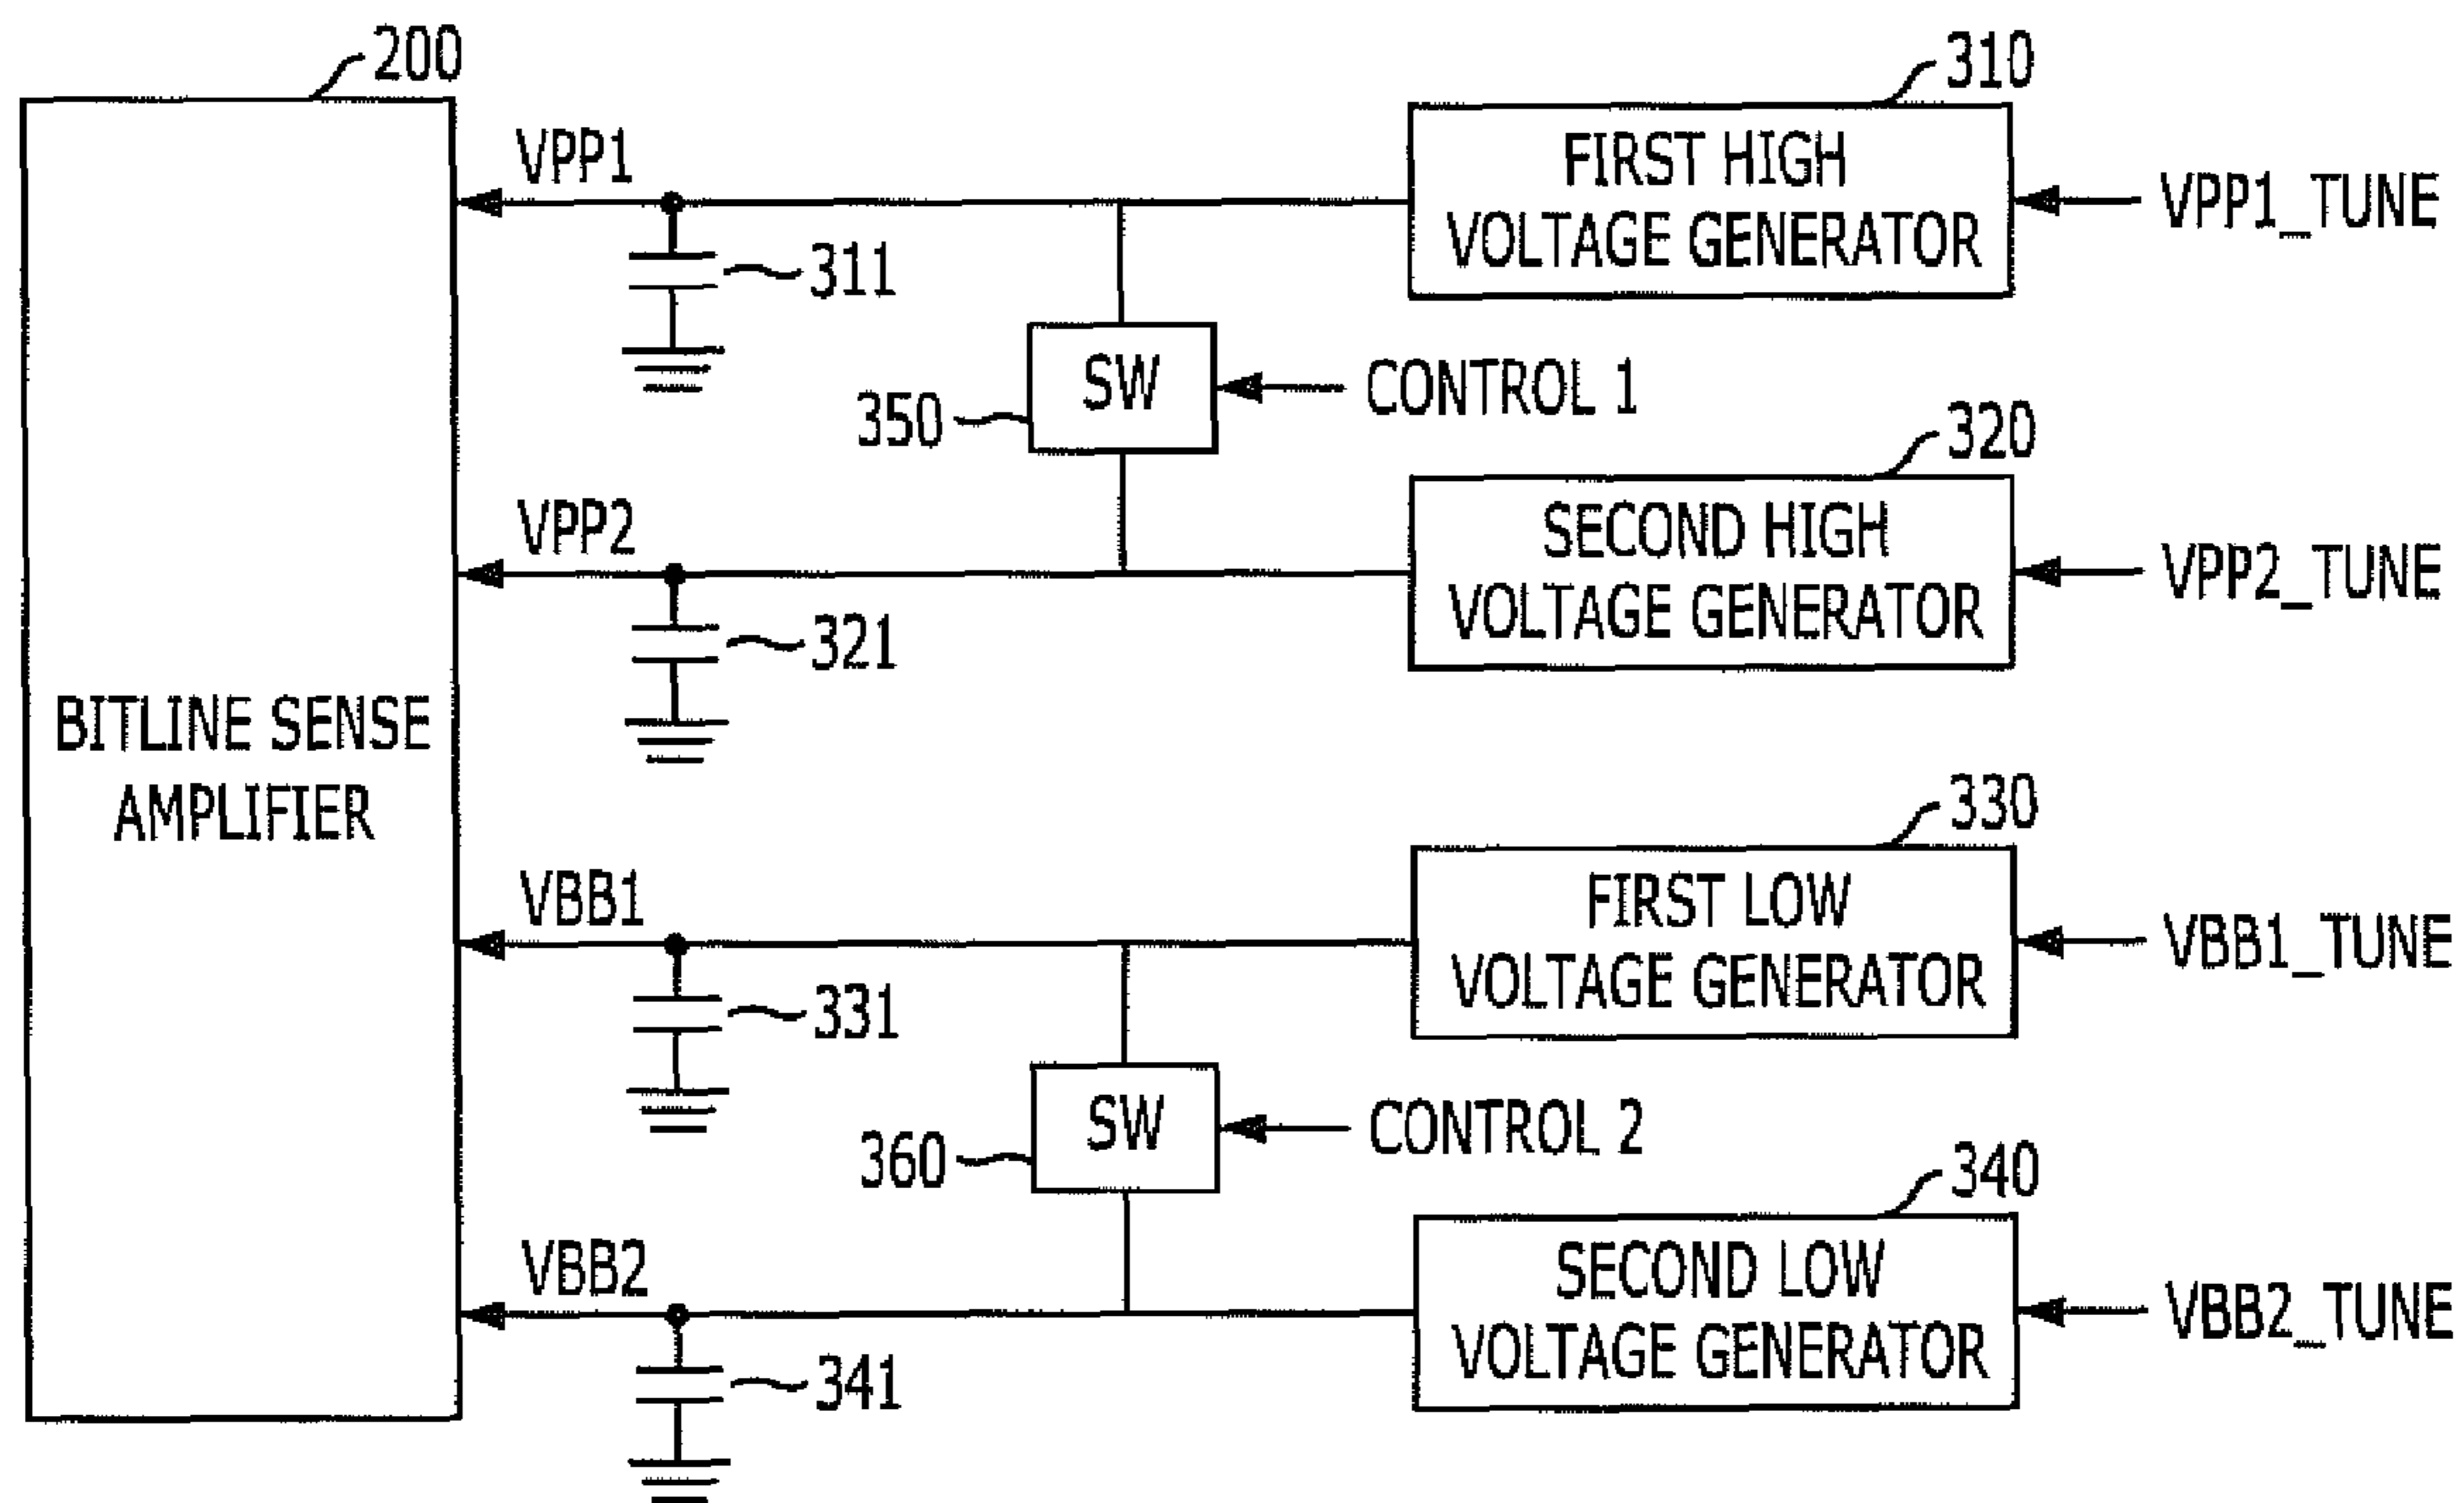 200
310
VPP1
FIRST HIGH
VOLTAGE GENERATOR
VPP1_TUNE
311
SW
CONTROL 1
350
320
VPP2
SECOND HIGH
VOLTAGE GENERATOR
VPP2_TUNE
321
BITLINE SENSE
AMPLIFIER
330
VBB1
FIRST LOW
VOLTAGE GENERATOR
VBB1_TUNE
331
SW
CONTROL 2
360
340
VBB2
SECOND LOW
VOLTAGE GENERATOR
VBB2_TUNE
341